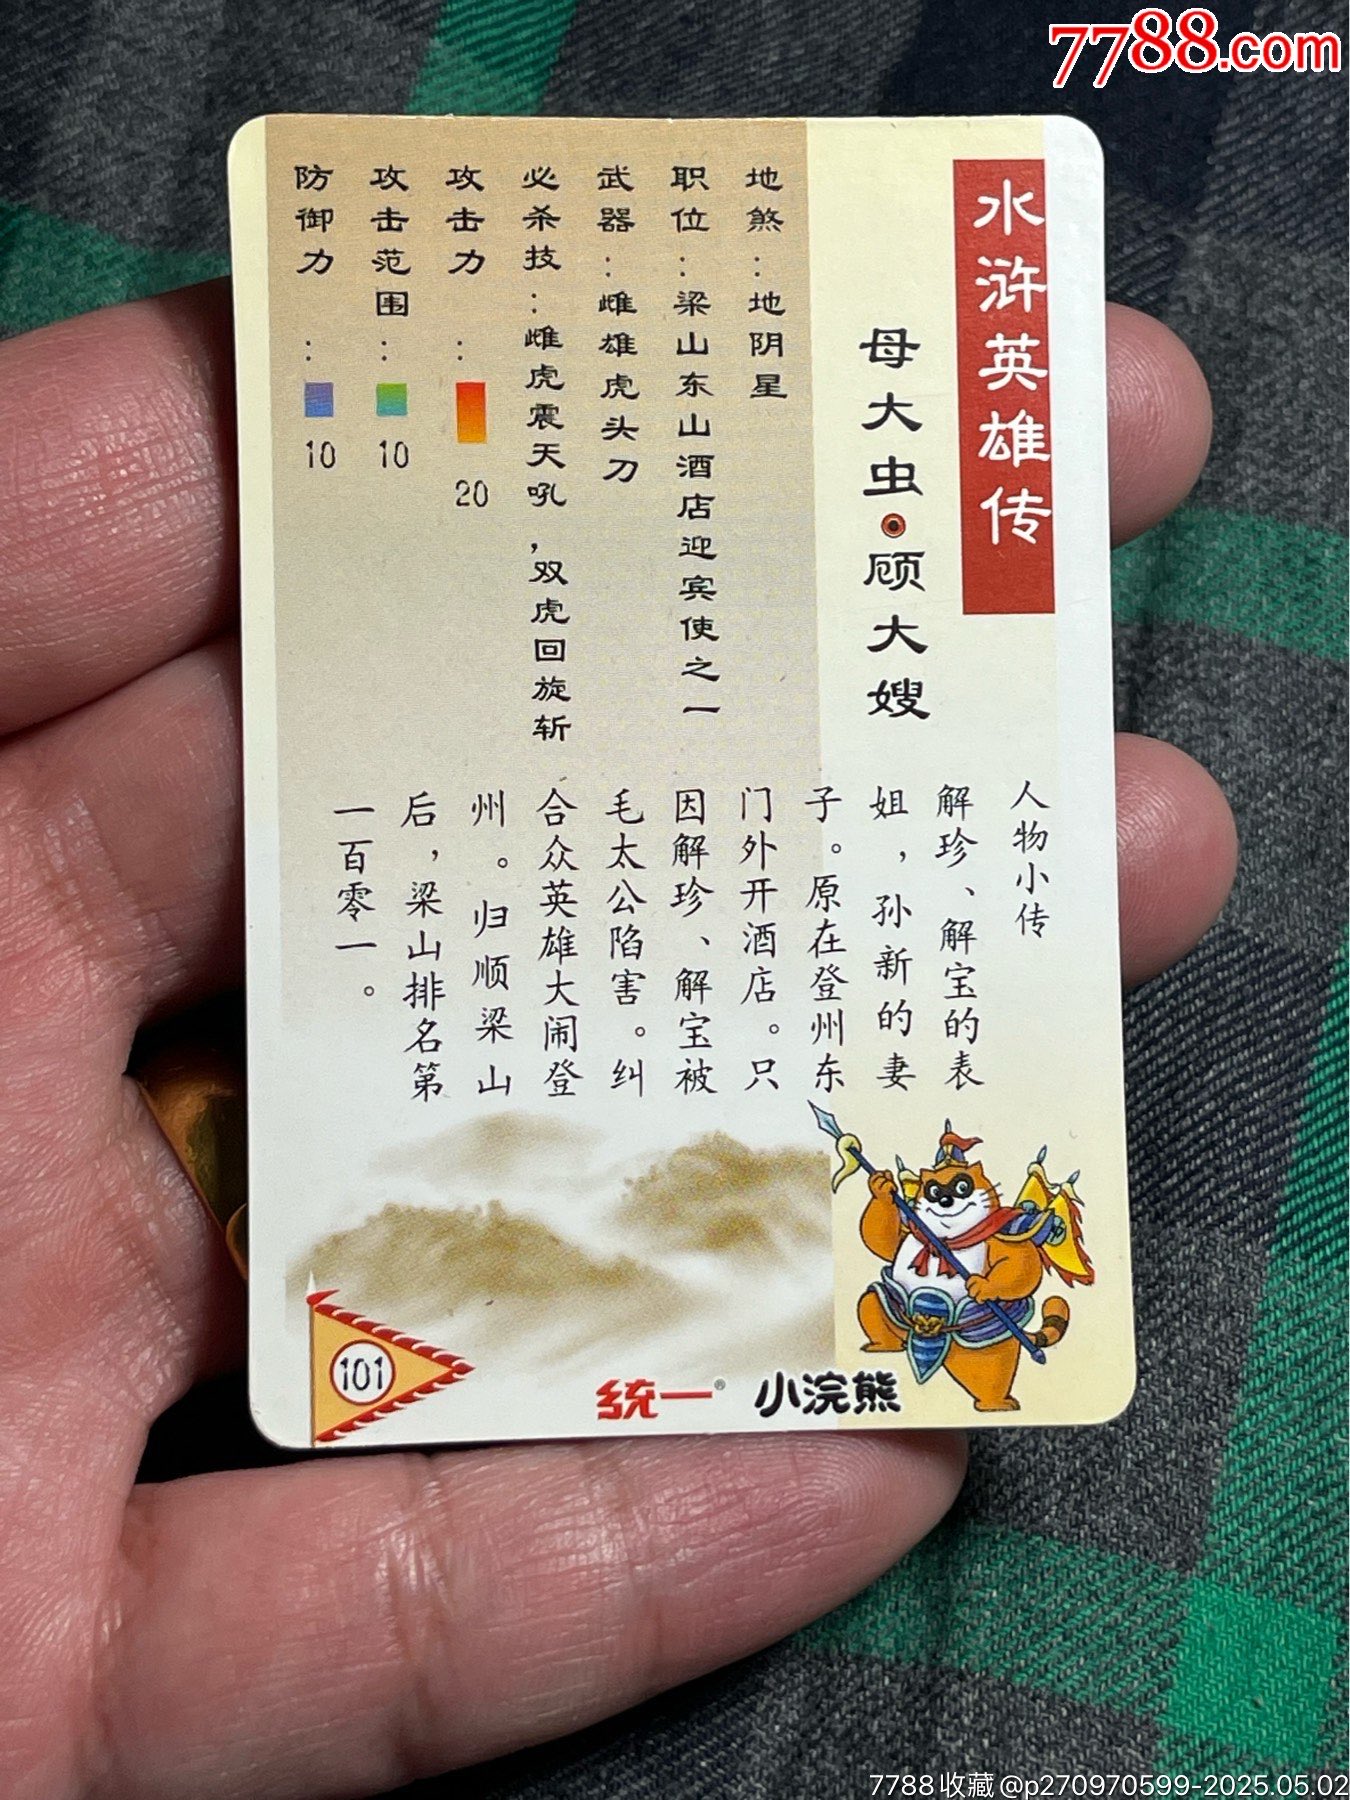 7788.com
水浒英雄传
母大虫·顾大嫂
地煞:地阴星
职位:梁山东山酒店迎宾使之一
武器:雌雄虎头刀
必杀技:雌虎震天吼,双虎回旋斩
攻击力:20
攻击范围:10
防御力:10
人物小传
解珍、解宝的表
姐，孙新的妻
子。原在登州东
门外开酒店。只
因解珍、解宝被
毛太公陷害。纠
合众英雄大闹登
州。归顺梁山
后，梁山排名第
一百零一。
101
统一® 小浣熊
7788收藏@p270970599-2025.05.02